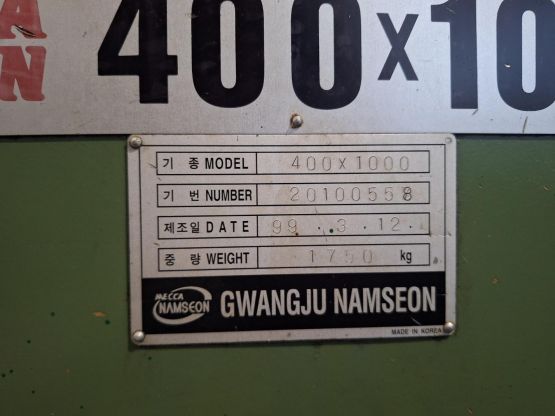 A
N
400x10
기 종 MODEL 400x1000
기 번 NUMBER 20100558
제조일 DATE 99.3.12.
중 량 WEIGHT 1750 kg
MECCA
NAMSEON
GWANGJU NAMSEON
MADE IN KOREA